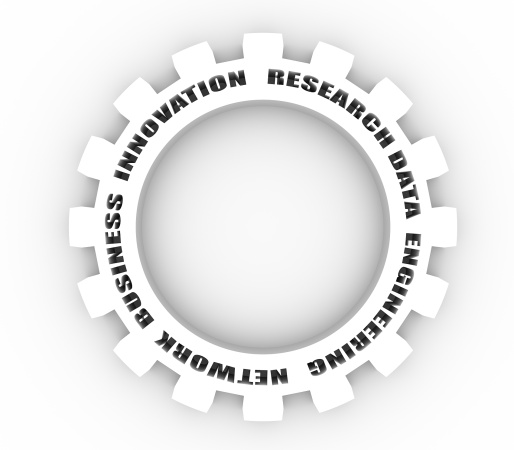 RESEARCH DATA ENGINEERING NETWORK BUSINESS INNOVATION